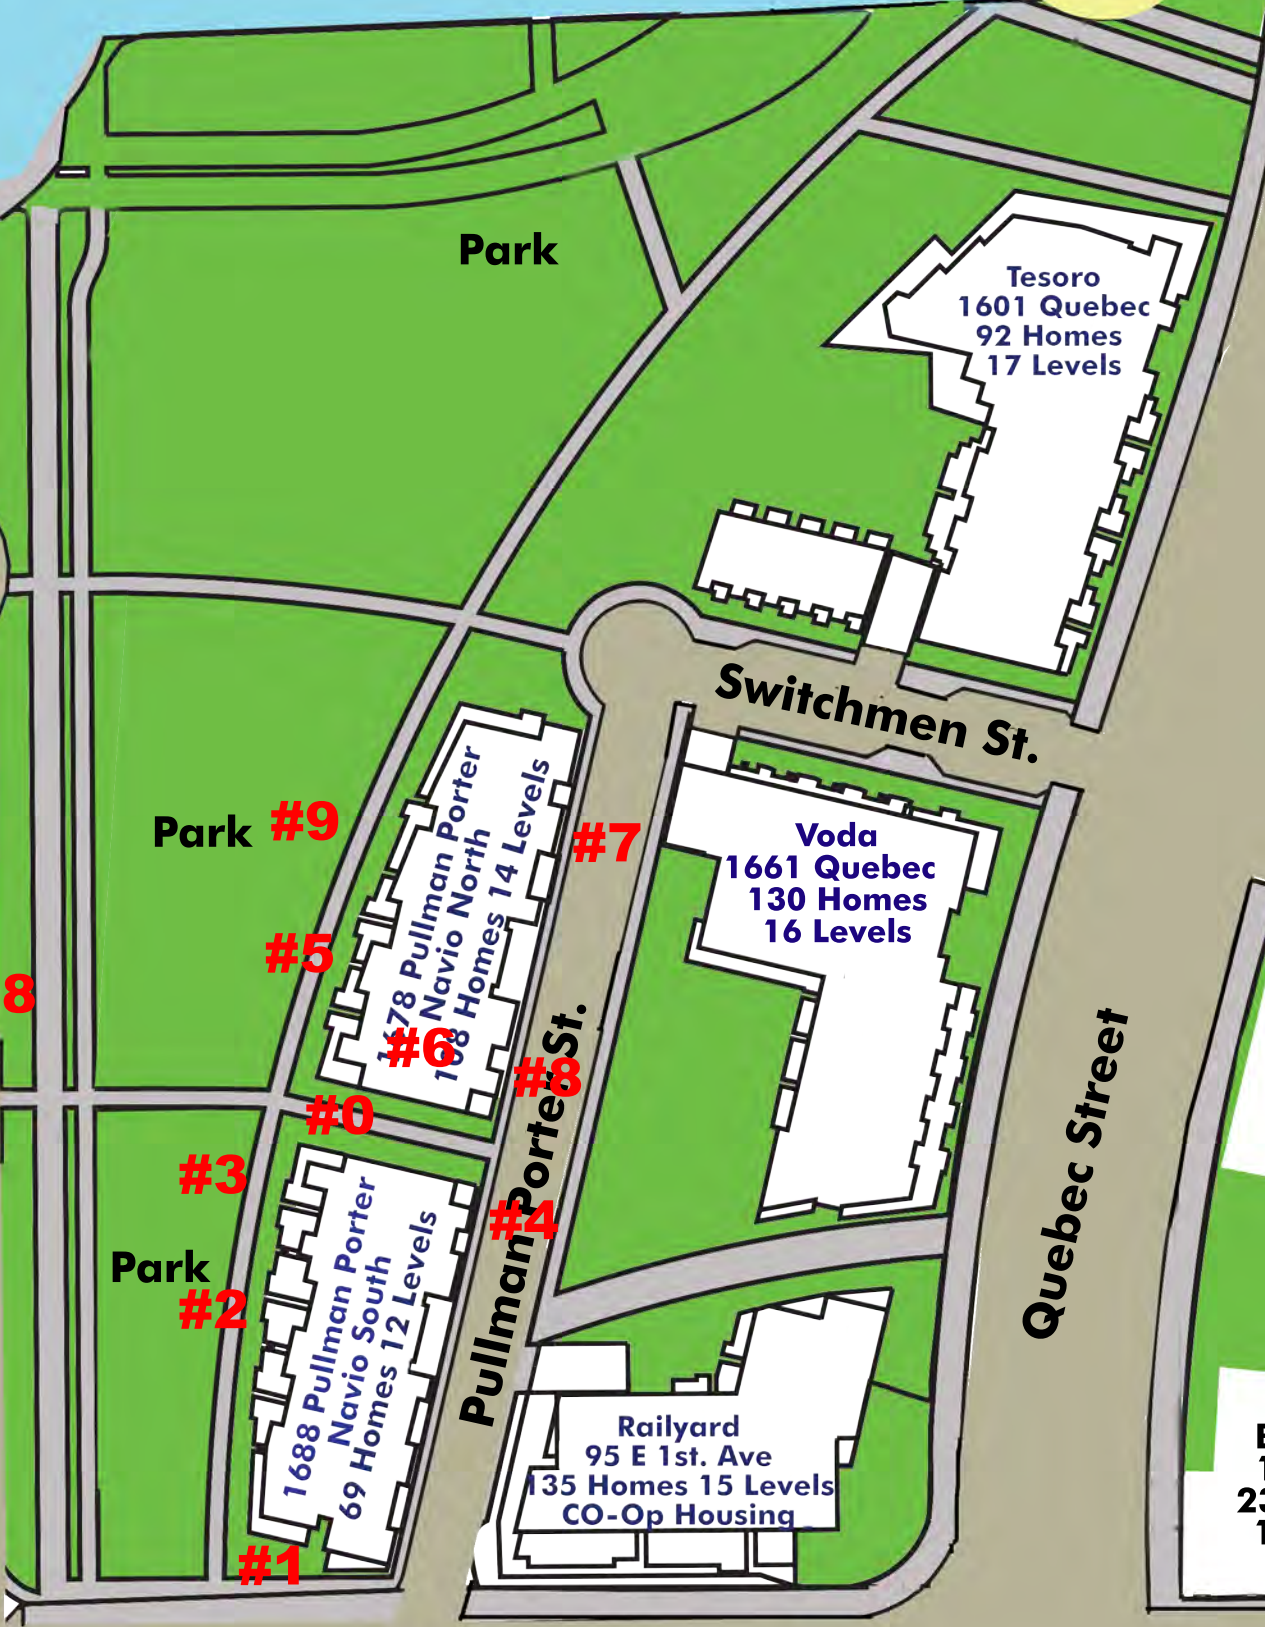 Park
Tesoro
1601 Quebec
92 Homes
17 Levels
Switchmen St.
Park
#9
#7
1678 Pullman Porter
Navio North
108 Homes 14 Levels
Voda
1661 Quebec
130 Homes
16 Levels
#5
8
#6
#8
#0
Pullman Porter St.
Quebec Street
#3
#4
Park
#2
1688 Pullman Porter
Navio South
69 Homes 12 Levels
Railyard
95 E 1st. Ave
135 Homes 15 Levels
CO-Op Housing
#1